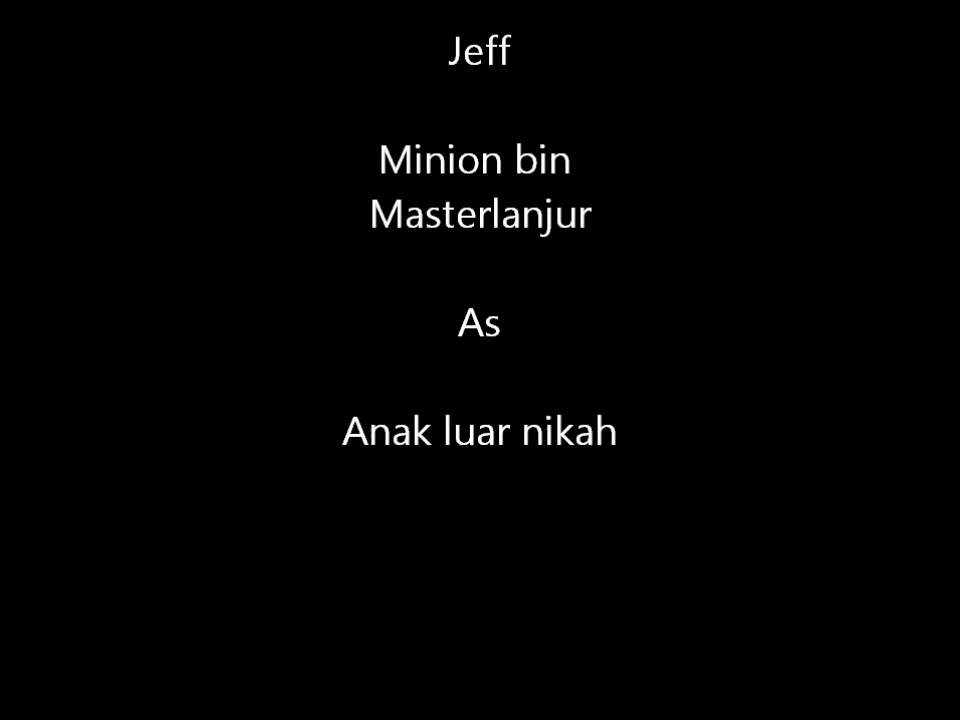 Jeff
Minion bin
Masterlanjur
As
Anak luar nikah